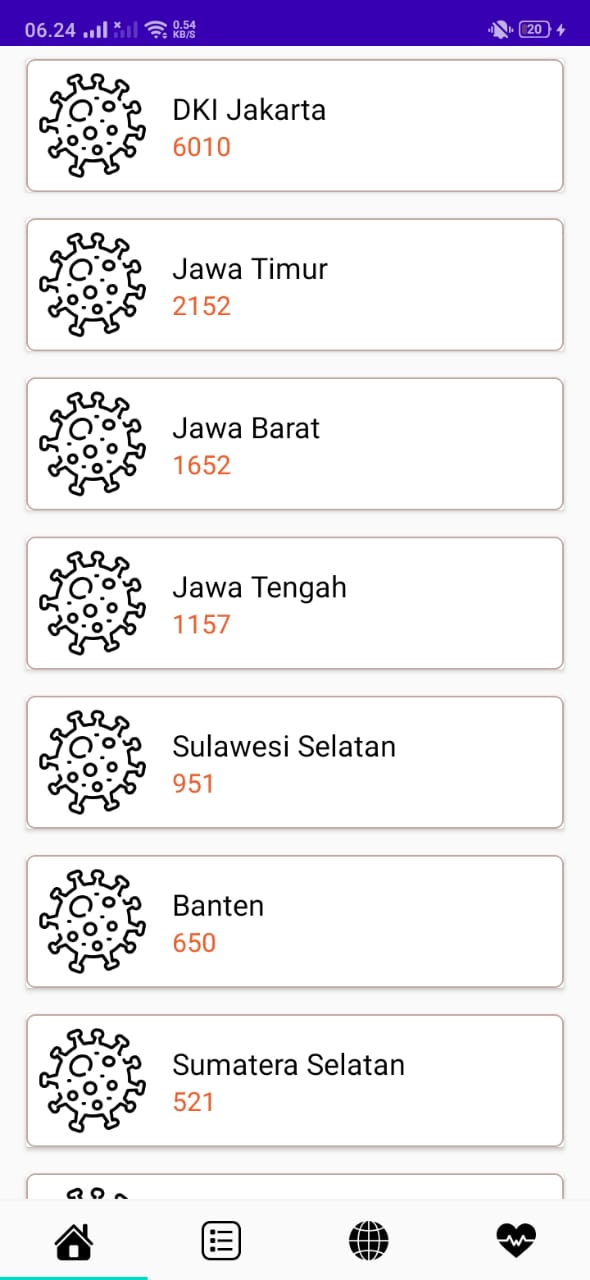 06.24 0.54 KB/S 20
DKI Jakarta
6010
Jawa Timur
2152
Jawa Barat
1652
Jawa Tengah
1157
Sulawesi Selatan
951
Banten
650
Sumatera Selatan
521